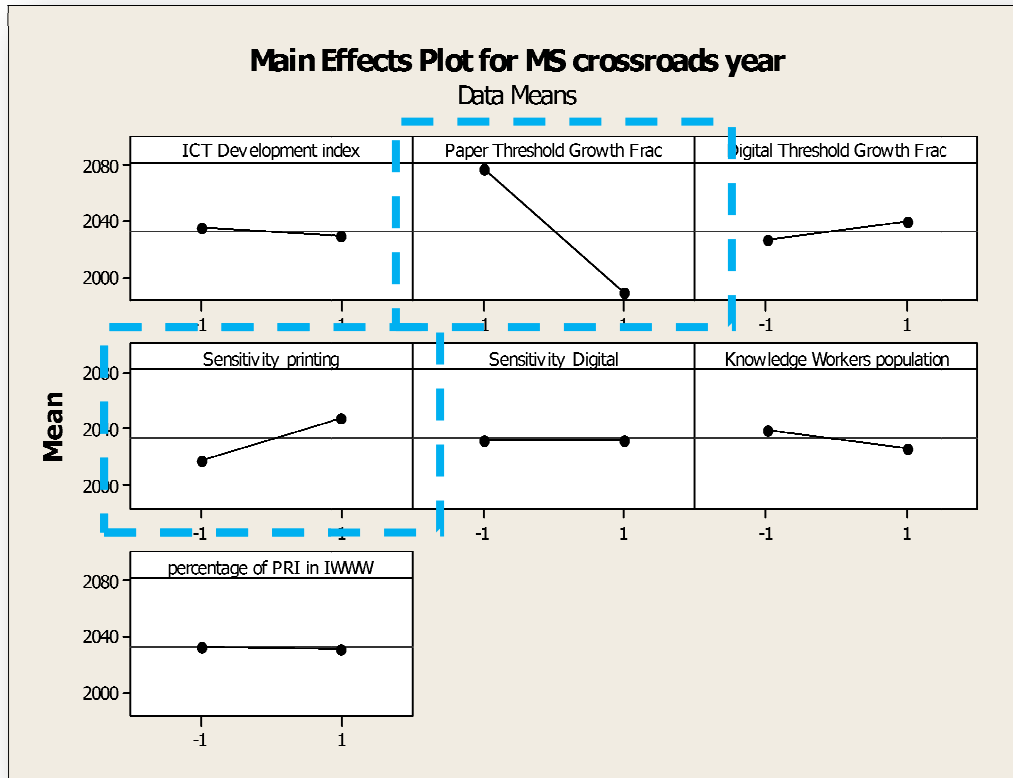 Main Effects Plot for MS crossroads year
Data Means
ICT Development index Paper Threshold Growth Frac Digital Threshold Growth Frac
2080
2040
2000
-1 1 -1 1 -1 1
Sensitivity printing Sensitivity Digital Knowledge Workers population
2080
2040
2000
-1 1 -1 1 -1 1
Mean
percentage of PRI in IWWW
2080
2040
2000
-1 1